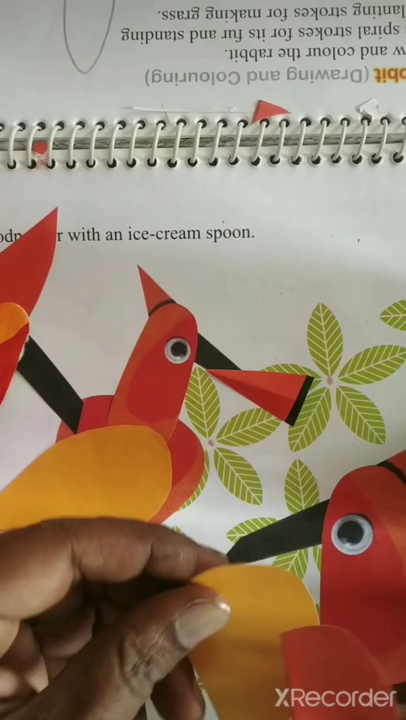 (Drawing and Colouring)
w and colour the rabbit.
spiral strokes for its fur and standing
lanting strokes for making grass.
r with an ice-cream spoon.
XRecorder